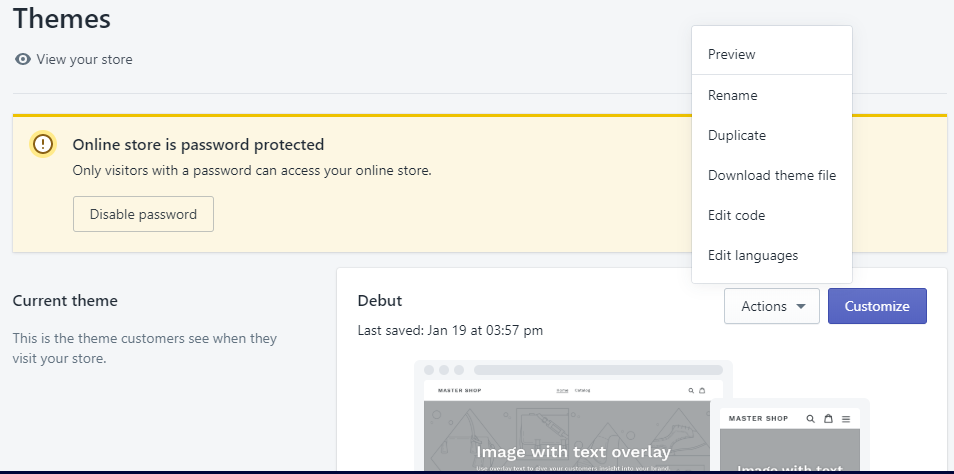 Themes
View your store
Preview
Rename
Duplicate
Download theme file
Edit code
Edit languages
Online store is password protected
Only visitors with a password can access your online store.
Disable password
Current theme
This is the theme customers see when they
visit your store.
Debut
Last saved: Jan 19 at 03:57 pm
Actions
Customize
MASTER SHOP
Home Catalog
Image with text overlay
Use overlay text to give your customers insight into your brand.
MASTER SHOP
Image with text